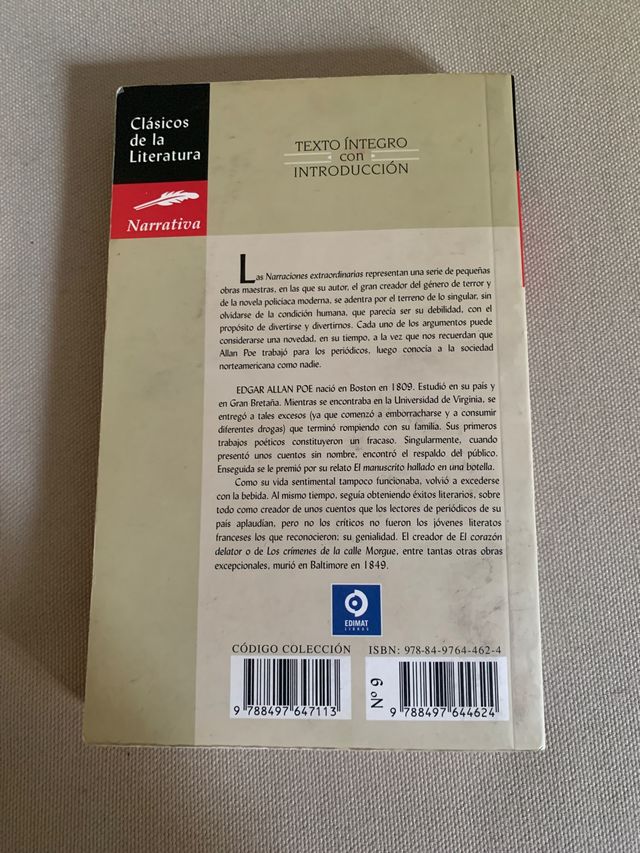 Clásicos
de la
Literatura
Narrativa
TEXTO ÍNTEGRO
con
INTRODUCCIÓN
Las Narraciones extraordinarias representan una serie de pequeñas
obras maestras, en las que su autor, el gran creador del género de terror y
de la novela policíaca moderna, se adentra por el terreno de lo singular, sin
olvidarse de la condición humana, que parecía ser su debilidad, con el
propósito de divertirse y divertirnos. Cada uno de los argumentos puede
considerarse una novedad, en su tiempo, a la vez que nos recuerdan que
Allan Poe trabajó para los periódicos, luego conocía a la sociedad
norteamericana como nadie.
EDGAR ALLAN POE nació en Boston en 1809. Estudió en su país y
en Gran Bretaña. Mientras se encontraba en la Universidad de Virginia, se
entregó a tales excesos (ya que comenzó a emborracharse y a consumir
diferentes drogas) que terminó rompiendo con su familia. Sus primeros
trabajos poéticos constituyeron un fracaso. Singularmente, cuando
presentó unos cuentos sin nombre, encontró el respaldo del público.
Enseguida se le premió por su relato El manuscrito hallado en una botella.
Como su vida sentimental tampoco funcionaba, volvió a excederse
con la bebida. Al mismo tiempo, seguía obteniendo éxitos literarios, sobre
todo como creador de unos cuentos que los lectores de periódicos de su
país aplaudían, pero no los críticos no fueron los jóvenes literatos
franceses los que reconocieron; su genialidad. El creador de El corazón
delator o de Los crímenes de la calle Morgue, entre tantas otras obras
excepcionales, murió en Baltimore en 1849.
EDIMAT
LIBROS
CÓDIGO COLECCIÓN
ISBN: 978-84-9764-462-4
Nº 9
9 788497 647113
9 788497 644624